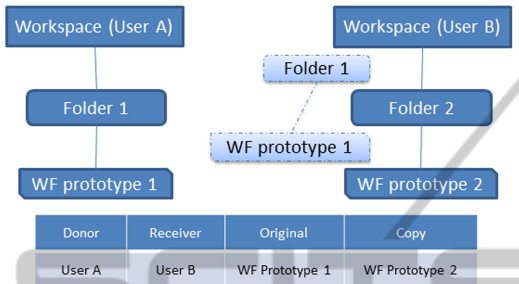 Workspace (User A)
Workspace (User B)
Folder 1
Folder 1
Folder 2
WF prototype 1
WF prototype 1
WF prototype 2
Donor Receiver Original Copy
User A User B WF Prototype 1 WF Prototype 2